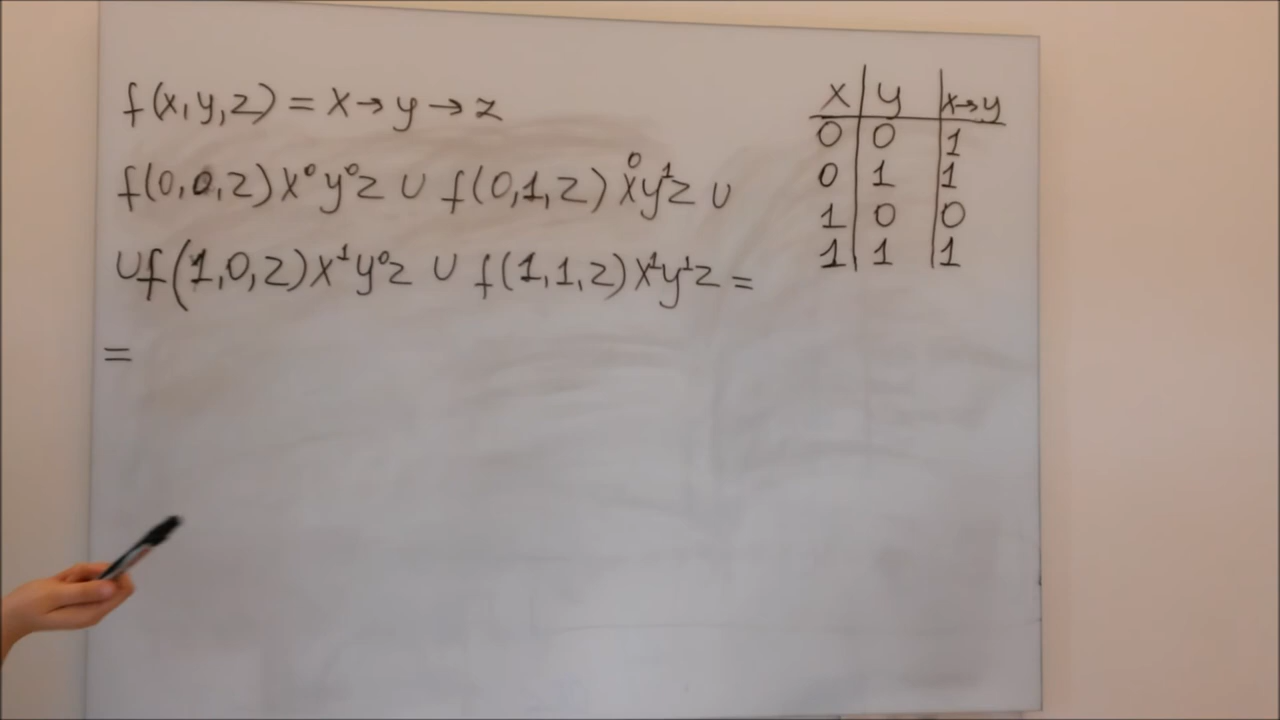 f(x,y,z) = x→y→z
f(0,0,z)x⁰y⁰z ∪ f(0,1,z)x⁰y¹z ∪
∪f(1,0,z)x¹y⁰z ∪ f(1,1,z)x¹y¹z =
=
x y x→y
0 0 1
0 1 1
1 0 0
1 1 1